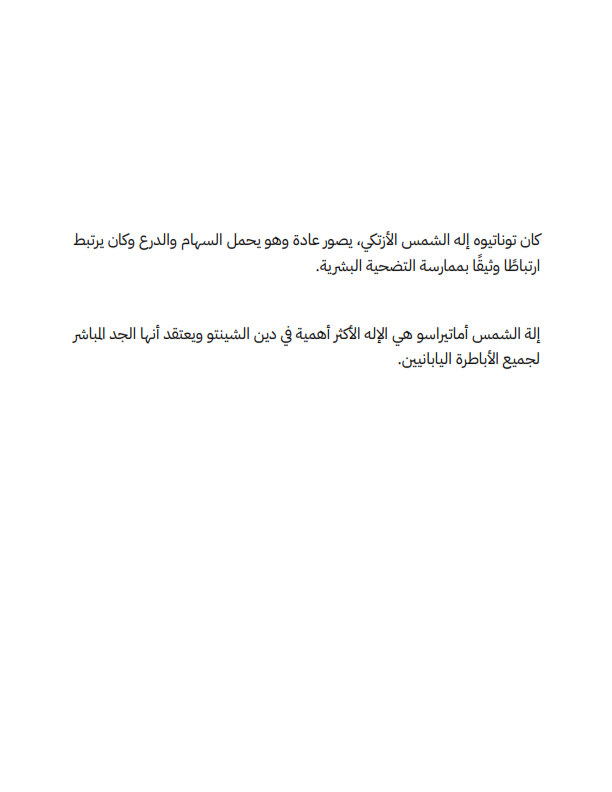 كان توناتيوه إله الشمس الأزتكي، يصور عادة وهو يحمل السهام والدرع وكان يرتبط
ارتباطًا وثيقًا بممارسة التضحية البشرية.
إلة الشمس أماتيراسو هي الإله الأكثر أهمية في دين الشينتو ويعتقد أنها الجد المباشر
لجميع الأباطرة اليابانيين.